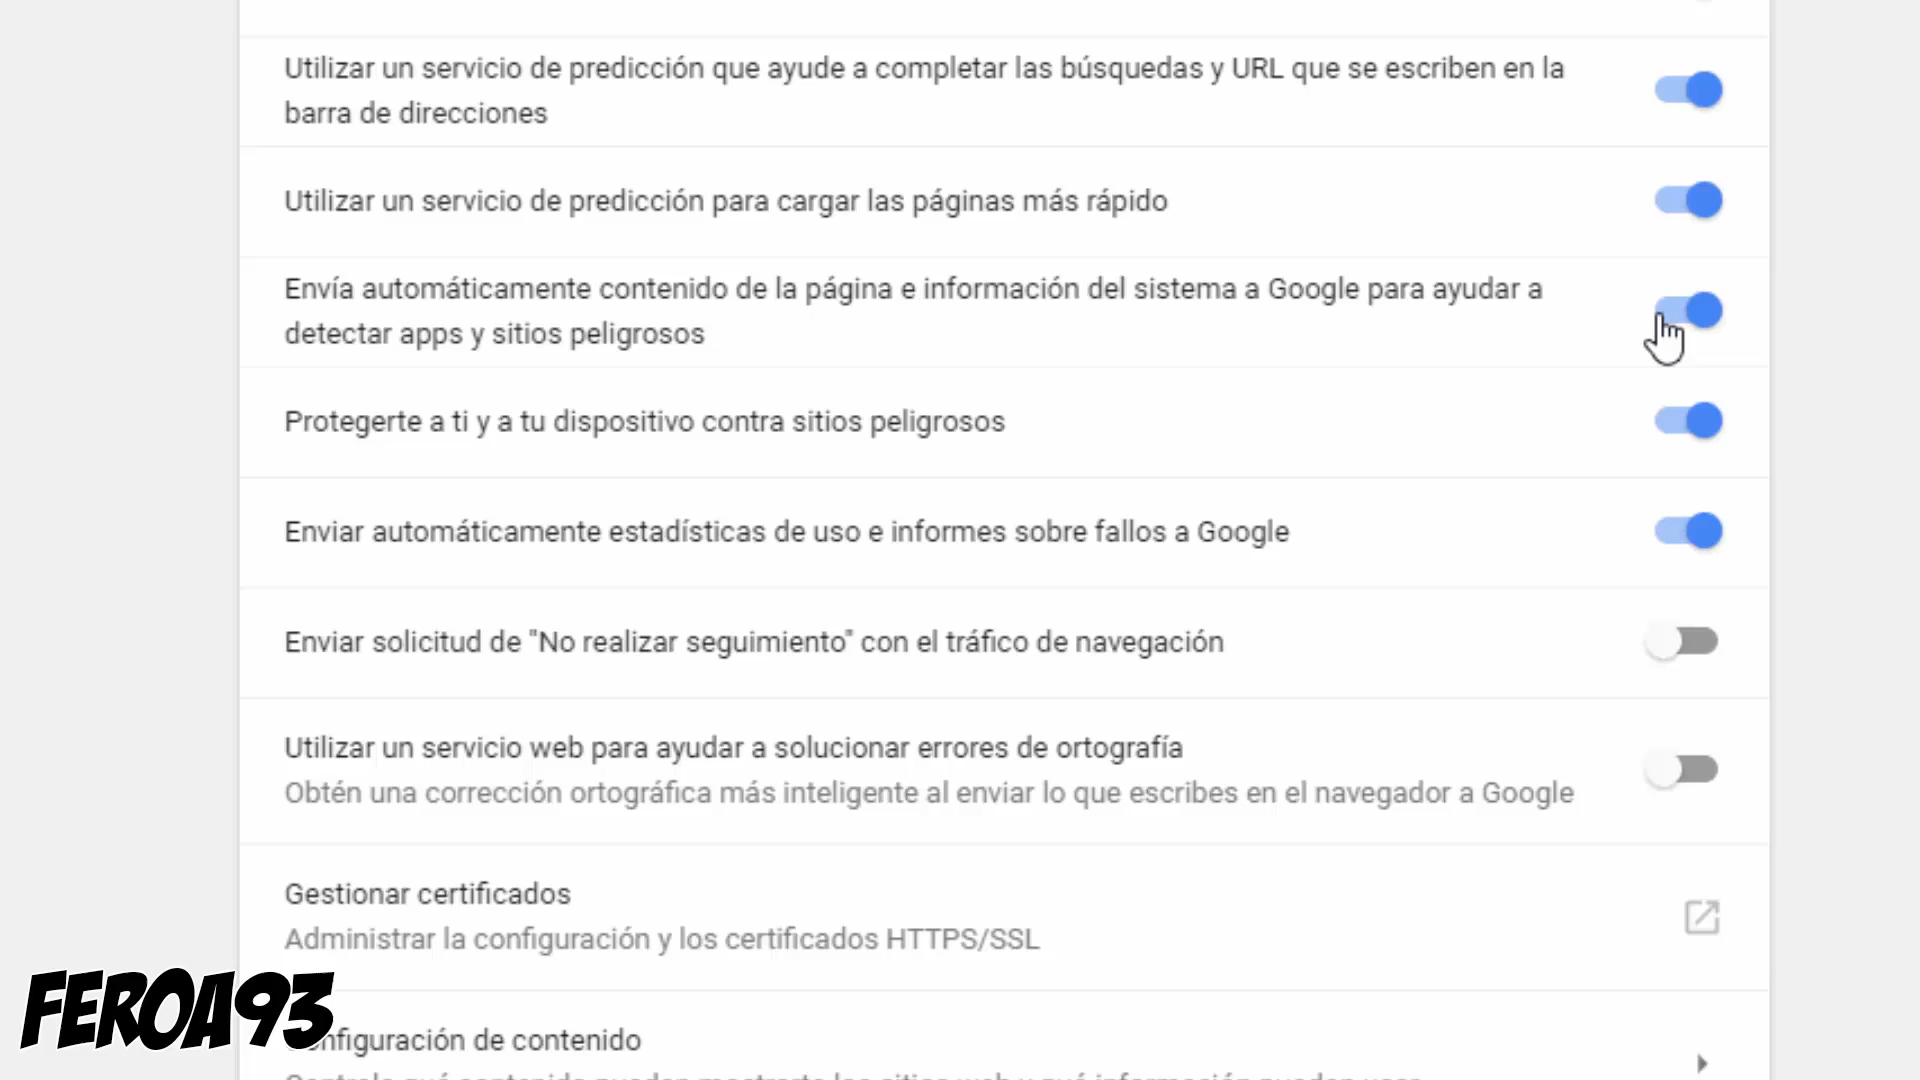 Utilizar un servicio de predicción que ayude a completar las búsquedas y URL que se escriben en la
barra de direcciones
Utilizar un servicio de predicción para cargar las páginas más rápido
Envía automáticamente contenido de la página e información del sistema a Google para ayudar a
detectar apps y sitios peligrosos
Protegerte a ti y a tu dispositivo contra sitios peligrosos
Enviar automáticamente estadísticas de uso e informes sobre fallos a Google
Enviar solicitud de "No realizar seguimiento" con el tráfico de navegación
Utilizar un servicio web para ayudar a solucionar errores de ortografía
Obtén una corrección ortográfica más inteligente al enviar lo que escribes en el navegador a Google
Gestionar certificados
Administrar la configuración y los certificados HTTPS/SSL
FEROA93
nfiguración de contenido